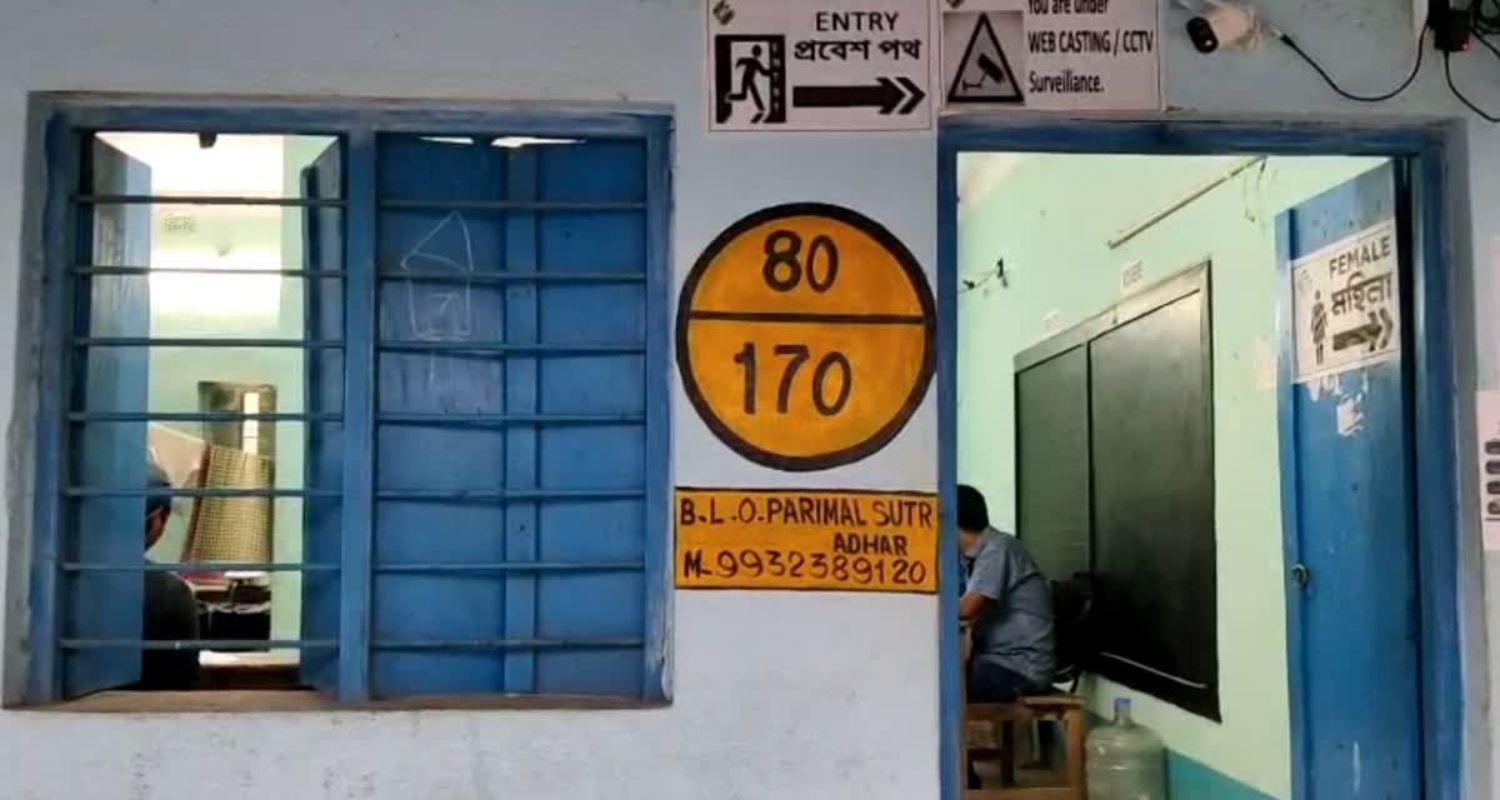 ENTRY
প্রবেশ পথ
You are under
WEB CASTING / CCTV
Surveillance.
80
170
B.L.O. PARIMAL SUTR
ADHAR
M-9932389120
FEMALE
মহিলা